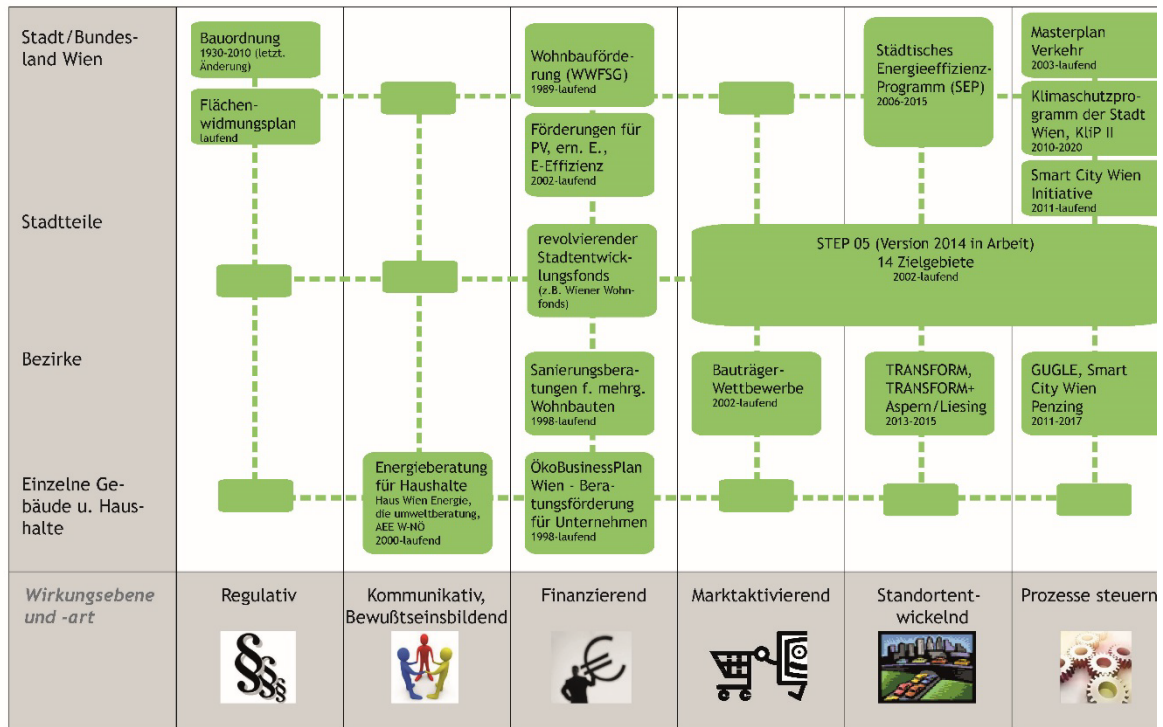 Stadt/Bundes-
land Wien
Bauordnung
1930-2010 (letzt.
Änderung)
Flächen-
widmungsplan
laufend
Wohnbauförde-
rung (WWFSG)
1989-laufend
Förderungen für
PV, ern. E.,
E-Effizienz
2002-laufend
Städtisches
Energieeffizienz-
Programm (SEP)
2006-2015
Masterplan
Verkehr
2003-laufend
Klimaschutzpro-
gramm der Stadt
Wien, KliP II
2010-2020
Smart City Wien
Initiative
2011-laufend
Stadtteile
revolvierender
Stadtentwick-
lungsfonds
(z.B. Wiener Wohn-
fonds)
STEP 05 (Version 2014 in Arbeit)
14 Zielgebiete
2002-laufend
Bezirke
Sanierungsbera-
tungen f. mehrg.
Wohnbauten
1998-laufend
Bauträger-
Wettbewerbe
2002-laufend
TRANSFORM,
TRANSFORM+
Aspern/Liesing
2013-2015
GUGLE, Smart
City Wien
Penzing
2011-2017
Einzelne Ge-
bäude u. Haus-
halte
Energieberatung
für Haushalte
Haus Wien Energie,
die umweltberatung,
AEE W-NÖ
2000-laufend
ÖkoBusinessPlan
Wien - Bera-
tungsförderung
für Unternehmen
1998-laufend
Wirkungsebene
und -art
Regulativ
Kommunikativ,
Bewußtseinsbildend
Finanzierend
Marktaktivierend
Standortent-
wickelnd
Prozesse steuern
§§§
€